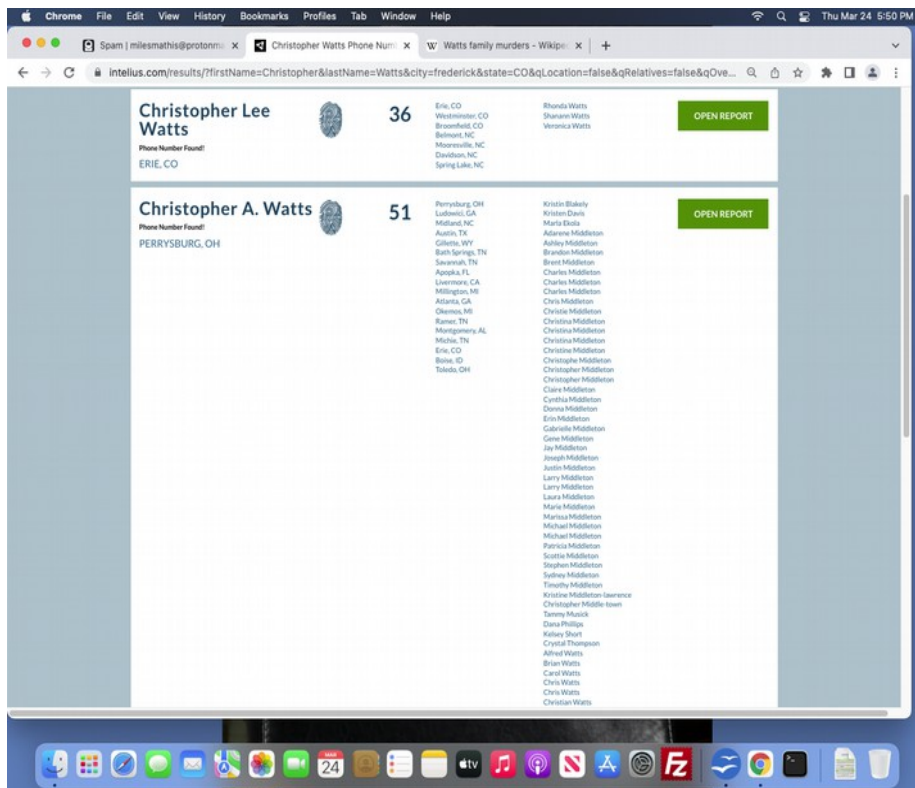 Chrome File Edit View History Bookmarks Profiles Tab Window Help Thu Mar 24 5:50 PM
Spam | milesmathis@protonma Christopher Watts Phone Num Watts family murders - Wikiped
intelius.com/results/?firstName=Christopher&lastName=Watts&city=frederick&state=CO&qLocation=false&qRelatives=false&qOve...
Christopher Lee
Watts
Phone Number Found!
ERIE, CO
36
Erie, CO
Westminster, CO
Broomfield, CO
Belmont, NC
Mooresville, NC
Davidson, NC
Spring Lake, NC
Rhonda Watts
Shanann Watts
Veronica Watts
OPEN REPORT
Christopher A. Watts
Phone Number Found!
PERRYSBURG, OH
51
Perrysburg, OH
Ludowici, GA
Midland, NC
Austin, TX
Gillette, WY
Bath Springs, TN
Savannah, TN
Apopka, FL
Livermore, CA
Millington, MI
Atlanta, GA
Okemos, MI
Ramer, TN
Montgomery, AL
Michie, TN
Erie, CO
Boise, ID
Toledo, OH
Kristin Blakely
Kristen Davis
Marla Ekola
Adarene Middleton
Ashley Middleton
Brandon Middleton
Brent Middleton
Charles Middleton
Charles Middleton
Charles Middleton
Chris Middleton
Christie Middleton
Christina Middleton
Christina Middleton
Christina Middleton
Christine Middleton
Christophe Middleton
Christopher Middleton
Christopher Middleton
Claire Middleton
Cynthia Middleton
Donna Middleton
Erin Middleton
Gabrielle Middleton
Gene Middleton
Jay Middleton
Joseph Middleton
Justin Middleton
Larry Middleton
Larry Middleton
Larry Middleton
Laura Middleton
Marie Middleton
Marissa Middleton
Michael Middleton
Michael Middleton
Patricia Middleton
Scottie Middleton
Stephen Middleton
Sydney Middleton
Timothy Middleton
Kristine Middleton-lawrence
Christopher Middle-town
Tammy Musick
Dana Phillips
Kelsey Short
Crystal Thompson
Alfred Watts
Brian Watts
Carol Watts
Chris Watts
Chris Watts
Christian Watts
OPEN REPORT
MAR
24
tv